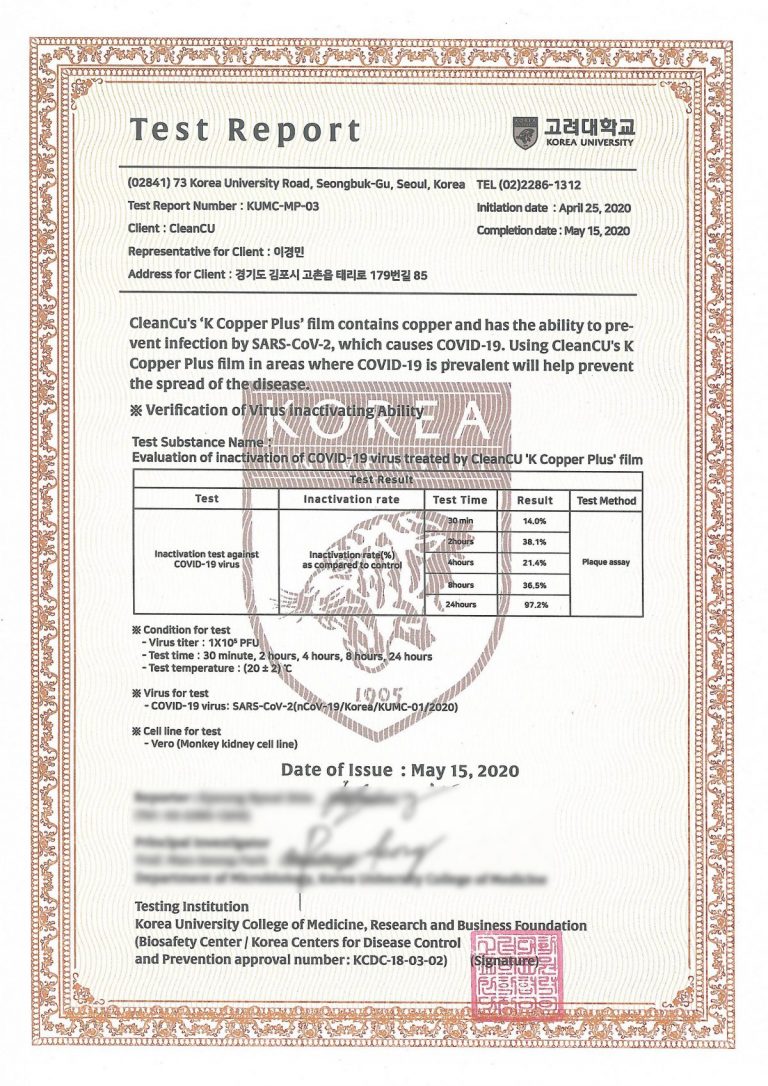 Test Report
고려대학교
KOREA UNIVERSITY
(02841) 73 Korea University Road, Seongbuk-Gu, Seoul, Korea TEL (02)2286-1312
Test Report Number : KUMC-MP-03
Initiation date : April 25, 2020
Client : CleanCU
Completion date : May 15, 2020
Representative for Client : 이경민
Address for Client : 경기도 김포시 고촌읍 태리로 179번길 85
CleanCu's ‘K Copper Plus’ film contains copper and has the ability to pre-
vent infection by SARS-CoV-2, which causes COVID-19. Using CleanCU's K
Copper Plus film in areas where COVID-19 is prevalent will help prevent
the spread of the disease.
※ Verification of Virus Inactivating Ability
KOREA
Test Substance Name :
Evaluation of inactivation of COVID-19 virus treated by CleanCU 'K Copper Plus' film
Test Result
Test Inactivation rate Test Time Result Test Method
Inactivation test against
COVID-19 virus
Inactivation rate(%)
as compared to control
30 min 14.0%
2hours 38.1%
4hours 21.4%
8hours 36.5%
24hours 97.2%
Plaque assay
※ Condition for test
- Virus titer : 1X10⁵ PFU
- Test time : 30 minute, 2 hours, 4 hours, 8 hours, 24 hours
- Test temperature : (20 ± 2) ℃
1905
※ Virus for test
- COVID-19 virus: SARS-CoV-2(nCoV-19/Korea/KUMC-01/2020)
※ Cell line for test
- Vero (Monkey kidney cell line)
Date of Issue : May 15, 2020
Testing Institution
Korea University College of Medicine, Research and Business Foundation
(Biosafety Center / Korea Centers for Disease Control
and Prevention approval number : KCDC-18-03-02) (Signature)